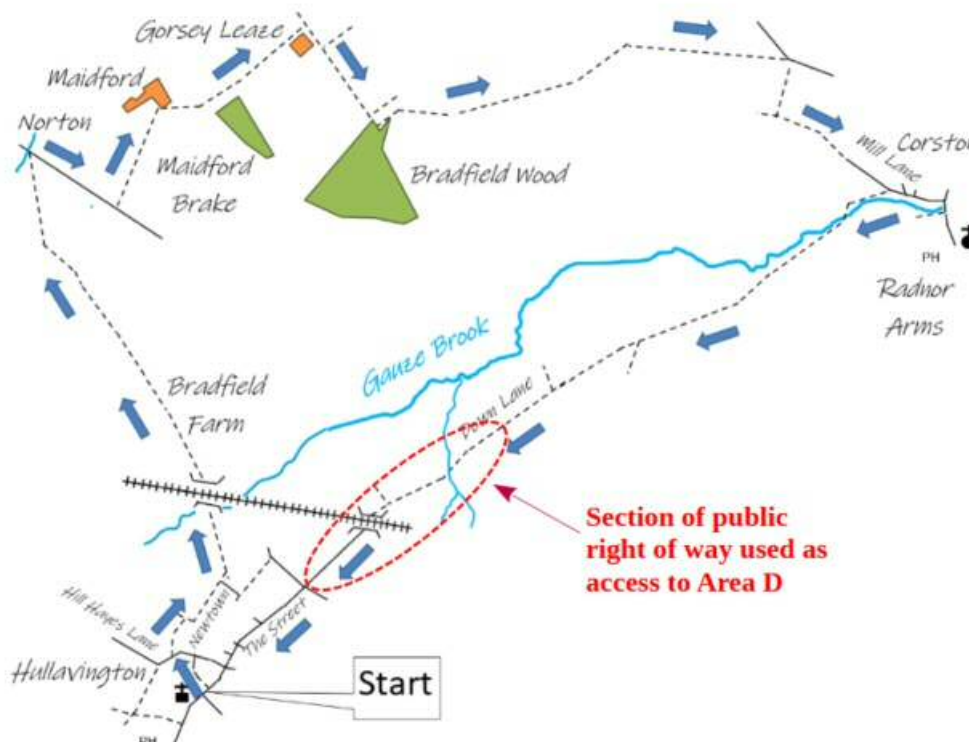 Gorsey Leaze
Maidford
Norton
Maidford
Brake
Bradfield Wood
Mill Lane
Corston
PH
Radnor
Arms
Gauze Brook
Bradfield
Farm
Down Lane
Section of public
right of way used as
access to Area D
Hill Hayes Lane
Newtown
The Street
Hullavington
Start
PH